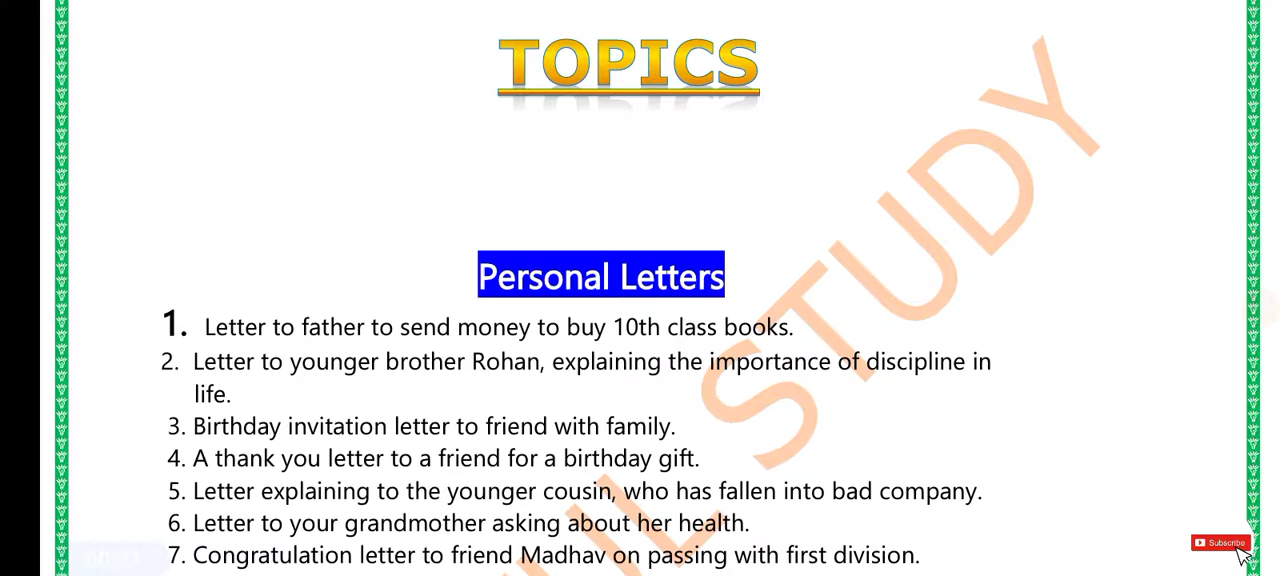 TOPICS
Personal Letters
1. Letter to father to send money to buy 10th class books.
2. Letter to younger brother Rohan, explaining the importance of discipline in
life.
3. Birthday invitation letter to friend with family.
4. A thank you letter to a friend for a birthday gift.
5. Letter explaining to the younger cousin, who has fallen into bad company.
6. Letter to your grandmother asking about her health.
7. Congratulation letter to friend Madhav on passing with first division.
STUDY
Subscribe